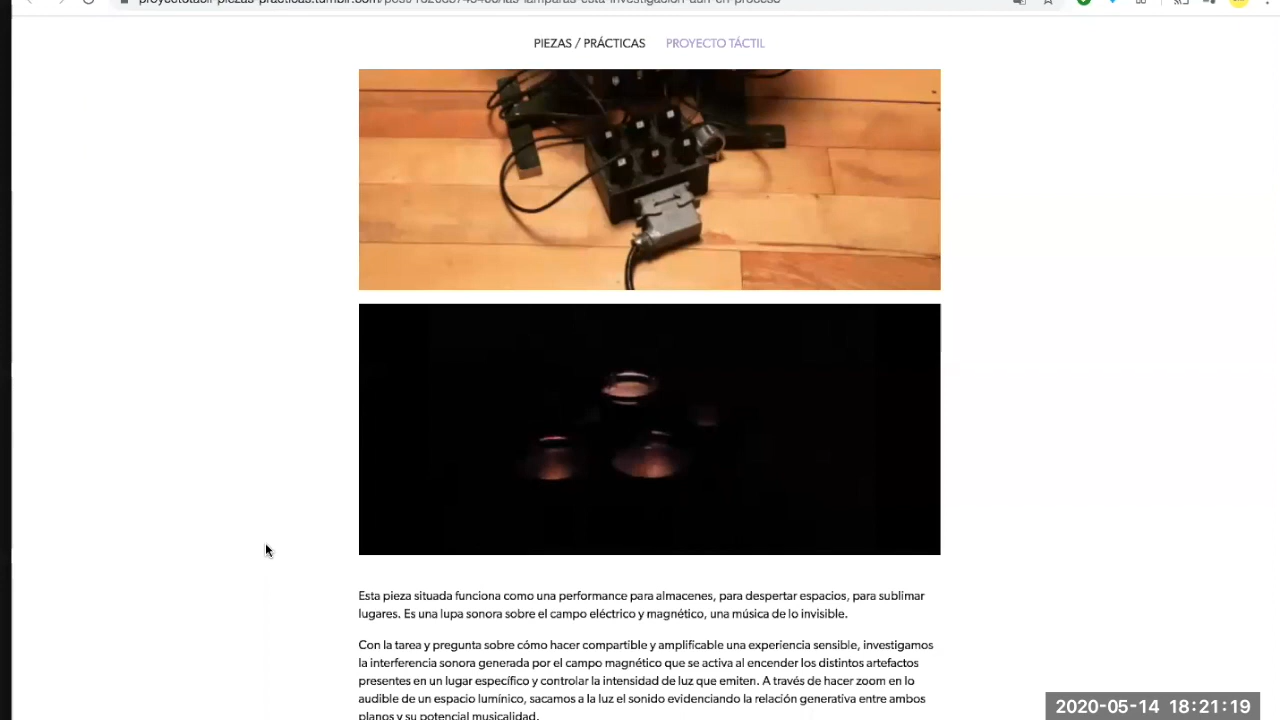 PIEZAS / PRÁCTICAS PROYECTO TÁCTIL
Esta pieza situada funciona como una performance para almacenes, para despertar espacios, para sublimar
lugares. Es una lupa sonora sobre el campo eléctrico y magnético, una música de lo invisible.
Con la tarea y pregunta sobre cómo hacer compartible y amplificable una experiencia sensible, investigamos
la interferencia sonora generada por el campo magnético que se activa al encender los distintos artefactos
presentes en un lugar específico y controlar la intensidad de luz que emiten. A través de hacer zoom en lo
audible de un espacio lumínico, sacamos a la luz el sonido evidenciando la relación generativa entre ambos
planos y su potencial musicalidad.
2020-05-14 18:21:19